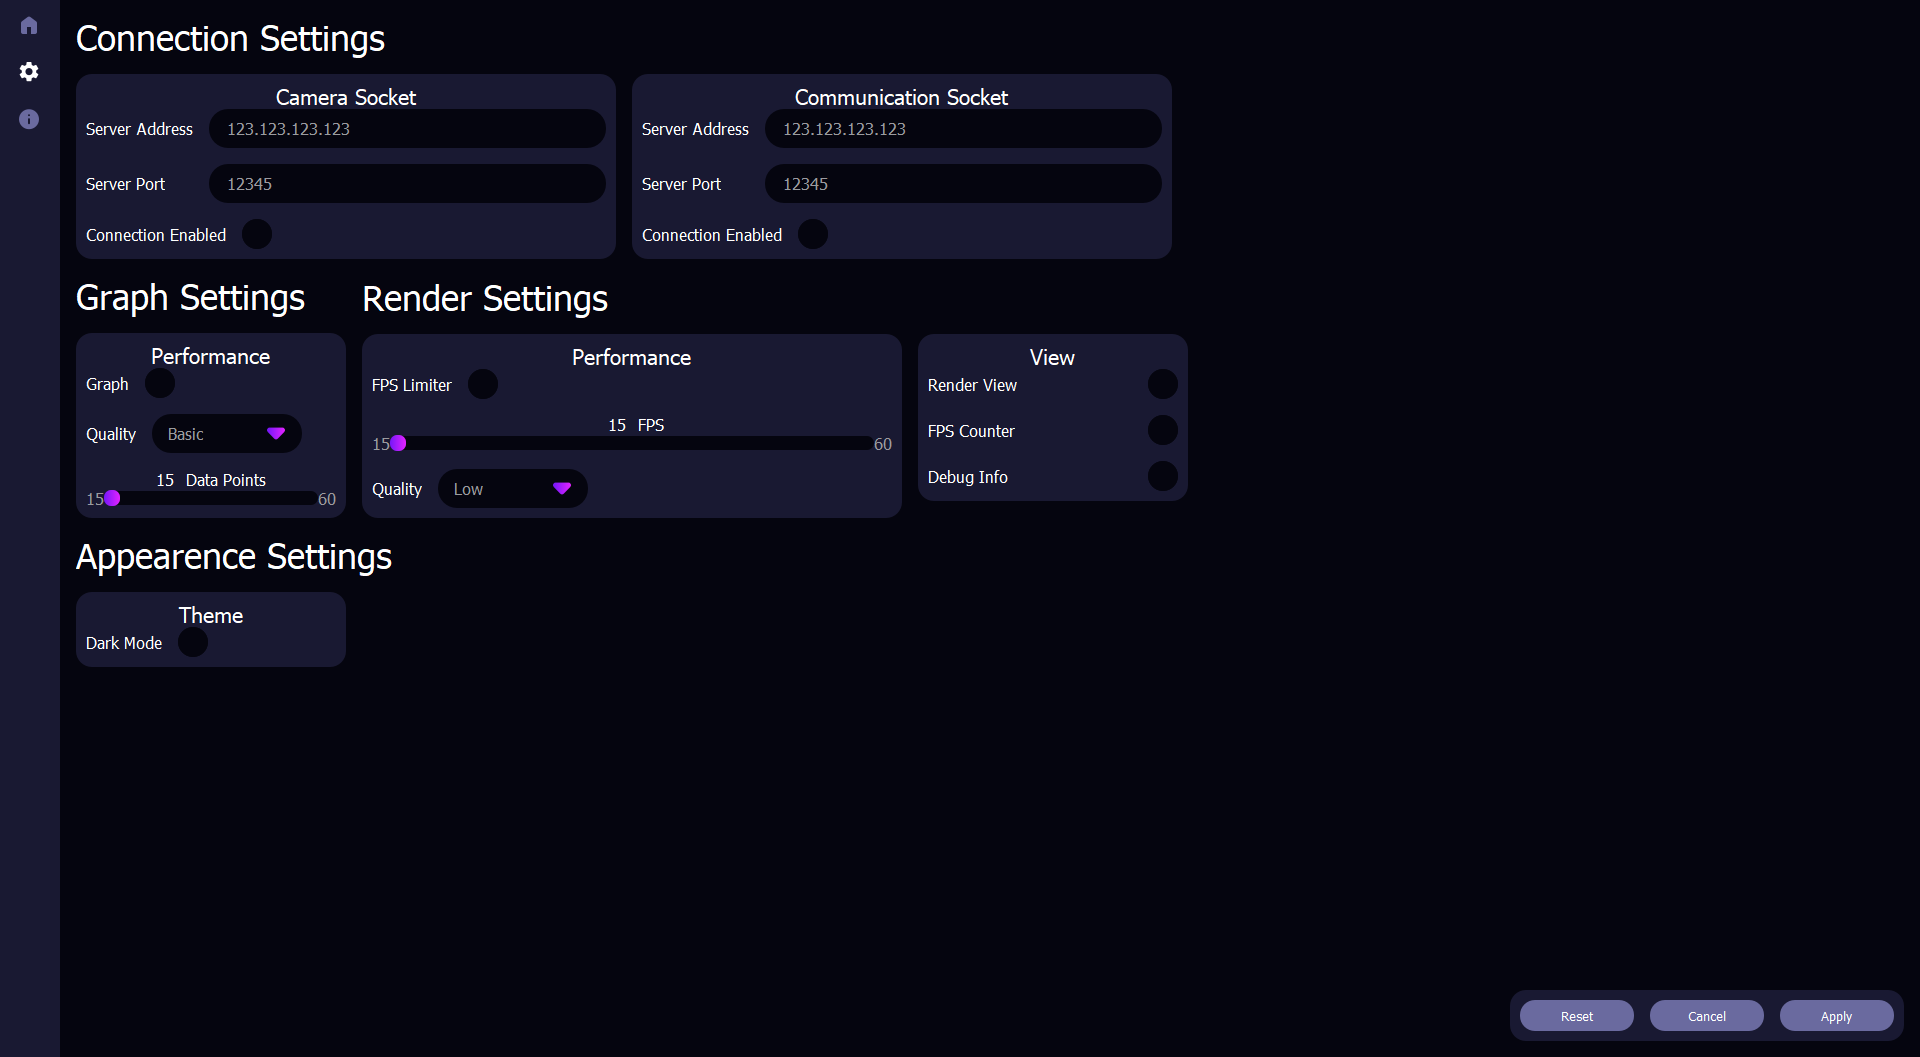 Connection Settings
Camera Socket
Server Address 123.123.123.123
Server Port 12345
Connection Enabled
Communication Socket
Server Address 123.123.123.123
Server Port 12345
Connection Enabled
Graph Settings
Performance
Graph
Quality Basic
15 Data Points
15 60
Render Settings
Performance
FPS Limiter
15 FPS
15 60
Quality Low
View
Render View
FPS Counter
Debug Info
Appearence Settings
Theme
Dark Mode
Reset Cancel Apply